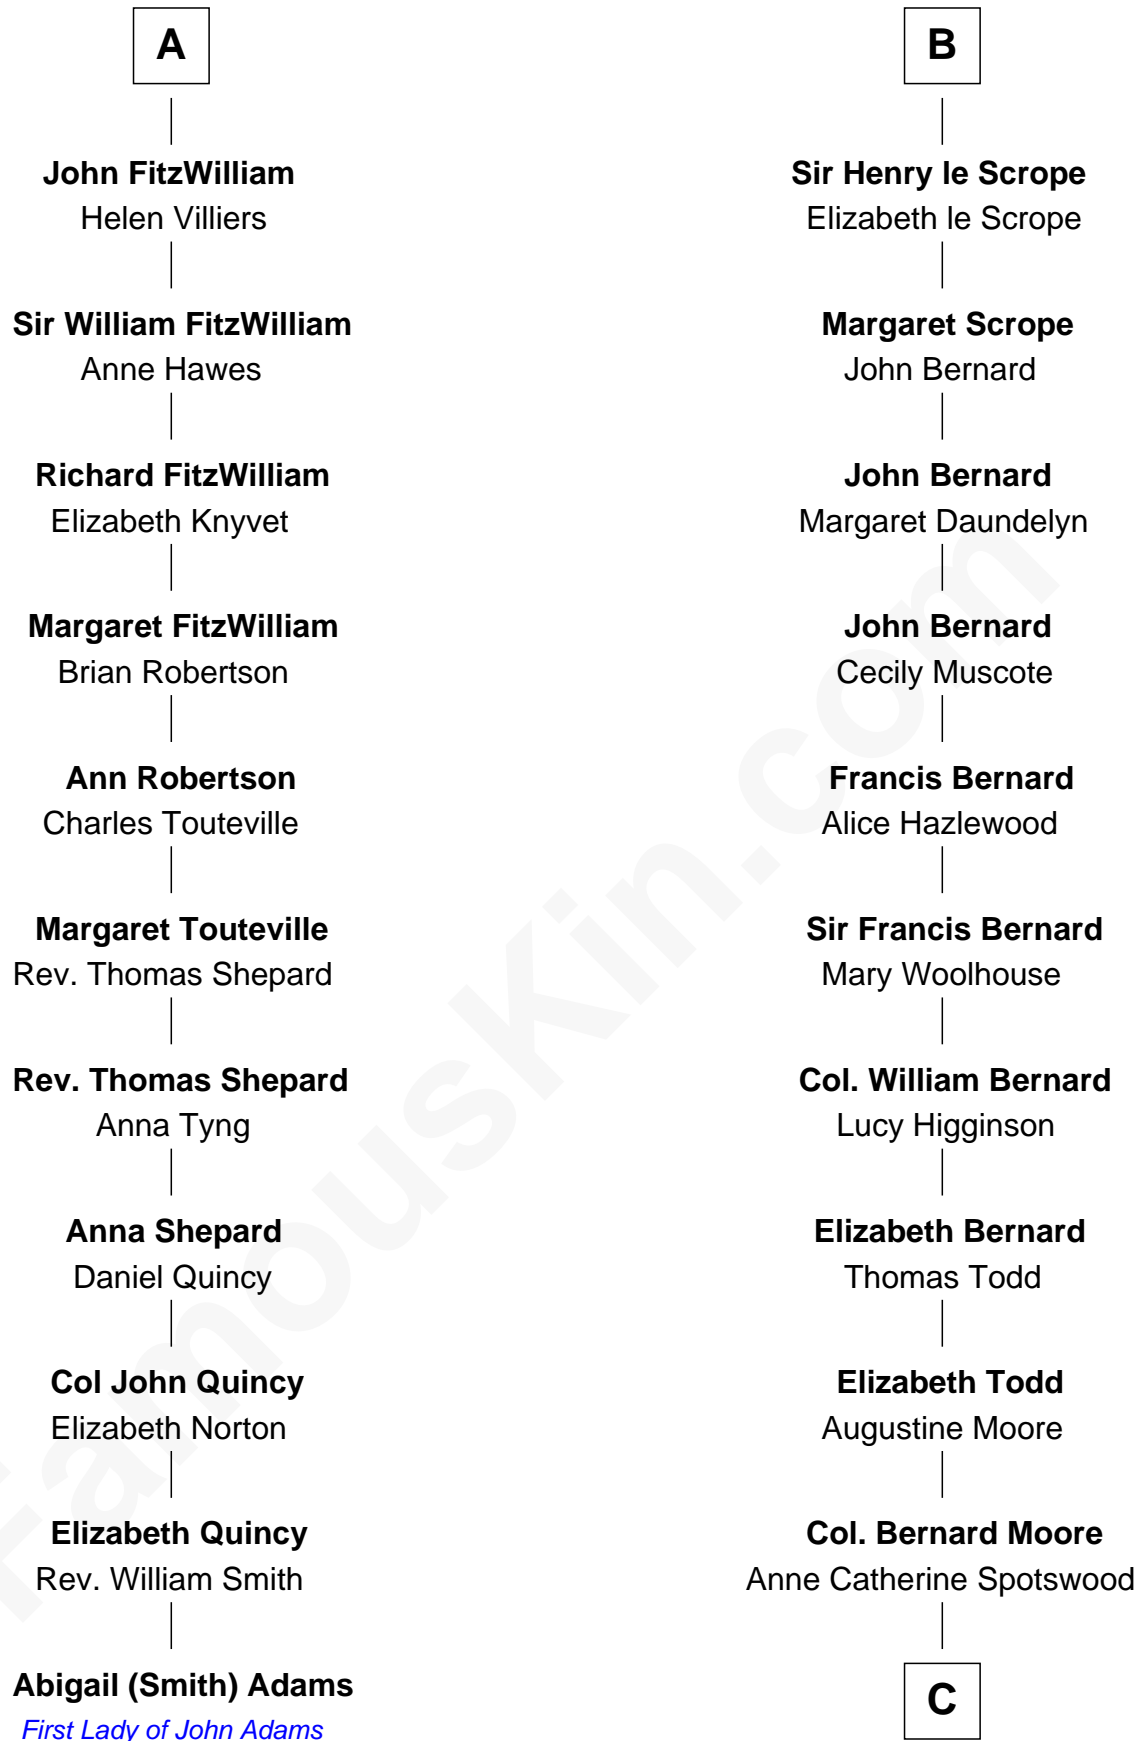 A
John FitzWilliam
Helen Villiers
Sir William FitzWilliam
Anne Hawes
Richard FitzWilliam
Elizabeth Knyvet
Margaret FitzWilliam
Brian Robertson
Ann Robertson
Charles Touteville
Margaret Touteville
Rev. Thomas Shepard
Rev. Thomas Shepard
Anna Tyng
Anna Shepard
Daniel Quincy
Col John Quincy
Elizabeth Norton
Elizabeth Quincy
Rev. William Smith
Abigail (Smith) Adams
First Lady of John Adams
B
Sir Henry le Scrope
Elizabeth le Scrope
Margaret Scrope
John Bernard
John Bernard
Margaret Daundelyn
John Bernard
Cecily Muscote
Francis Bernard
Alice Hazlewood
Sir Francis Bernard
Mary Woolhouse
Col. William Bernard
Lucy Higginson
Elizabeth Bernard
Thomas Todd
Elizabeth Todd
Augustine Moore
Col. Bernard Moore
Anne Catherine Spotswood
C
FamousKin.com